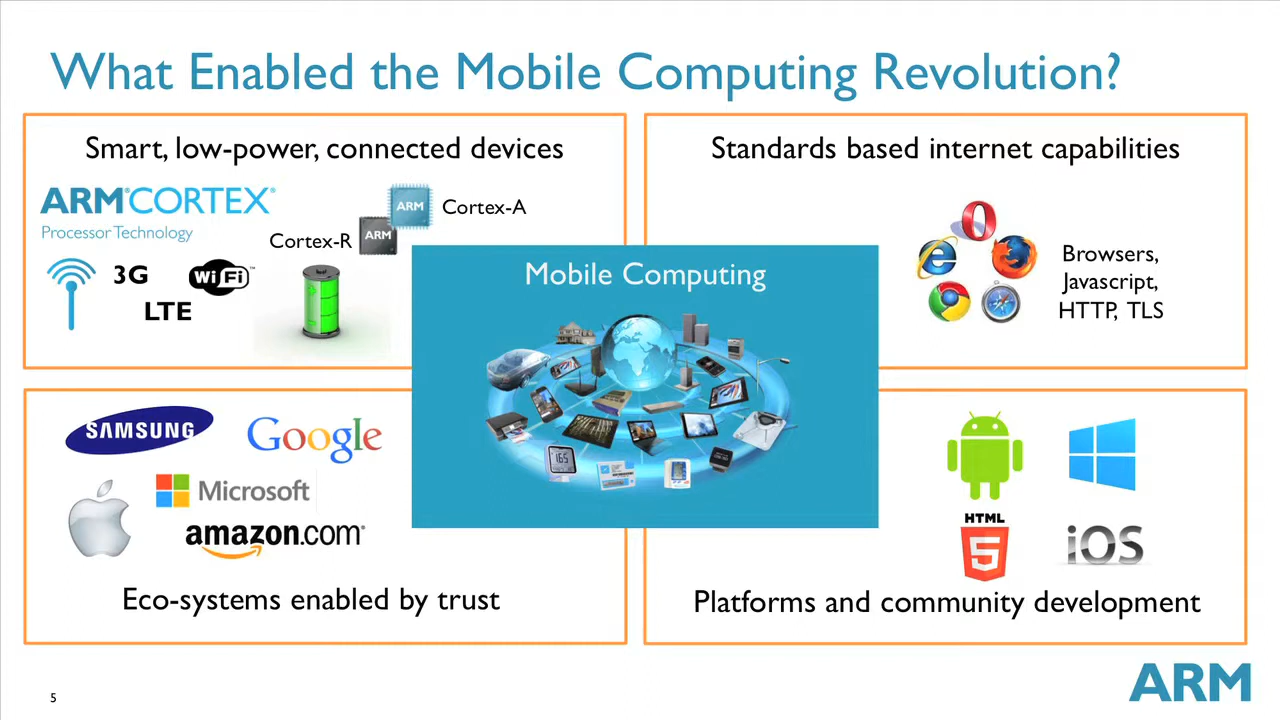 What Enabled the Mobile Computing Revolution?
Smart, low-power, connected devices
ARM®CORTEX®
Processor Technology
ARM
Cortex-A
Cortex-R
ARM
3G
WiFi™
LTE
Standards based internet capabilities
Browsers,
Javascript,
HTTP, TLS
Mobile Computing
165
SAMSUNG
Google
Microsoft
amazon.com®
Eco-systems enabled by trust
HTML
5
iOS
Platforms and community development
5
ARM